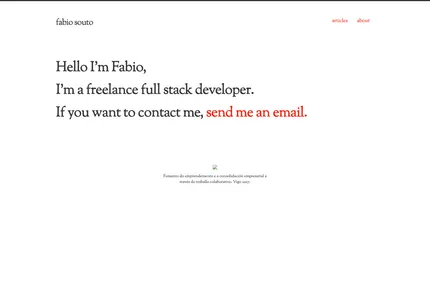 fabio souto
articles about
Hello I'm Fabio,
I'm a freelance full stack developer.
If you want to contact me, send me an email.
Fomento do emprendemento e a consolidación empresarial a
través do traballo colaborativo. Vigo 2017.